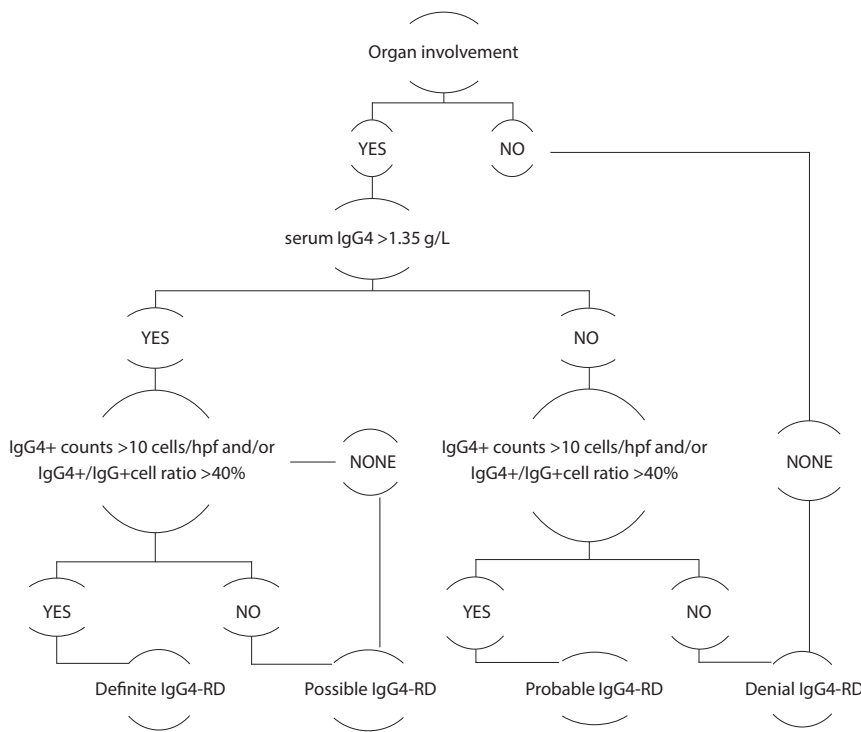 Organ involvement
YES
NO
serum IgG4 >1.35 g/L
YES
NO
IgG4+ counts >10 cells/hpf and/or
IgG4+/IgG+cell ratio >40%
NONE
IgG4+ counts >10 cells/hpf and/or
IgG4+/IgG+cell ratio >40%
NONE
YES
NO
YES
NO
Definite IgG4-RD
Possible IgG4-RD
Probable IgG4-RD
Denial IgG4-RD